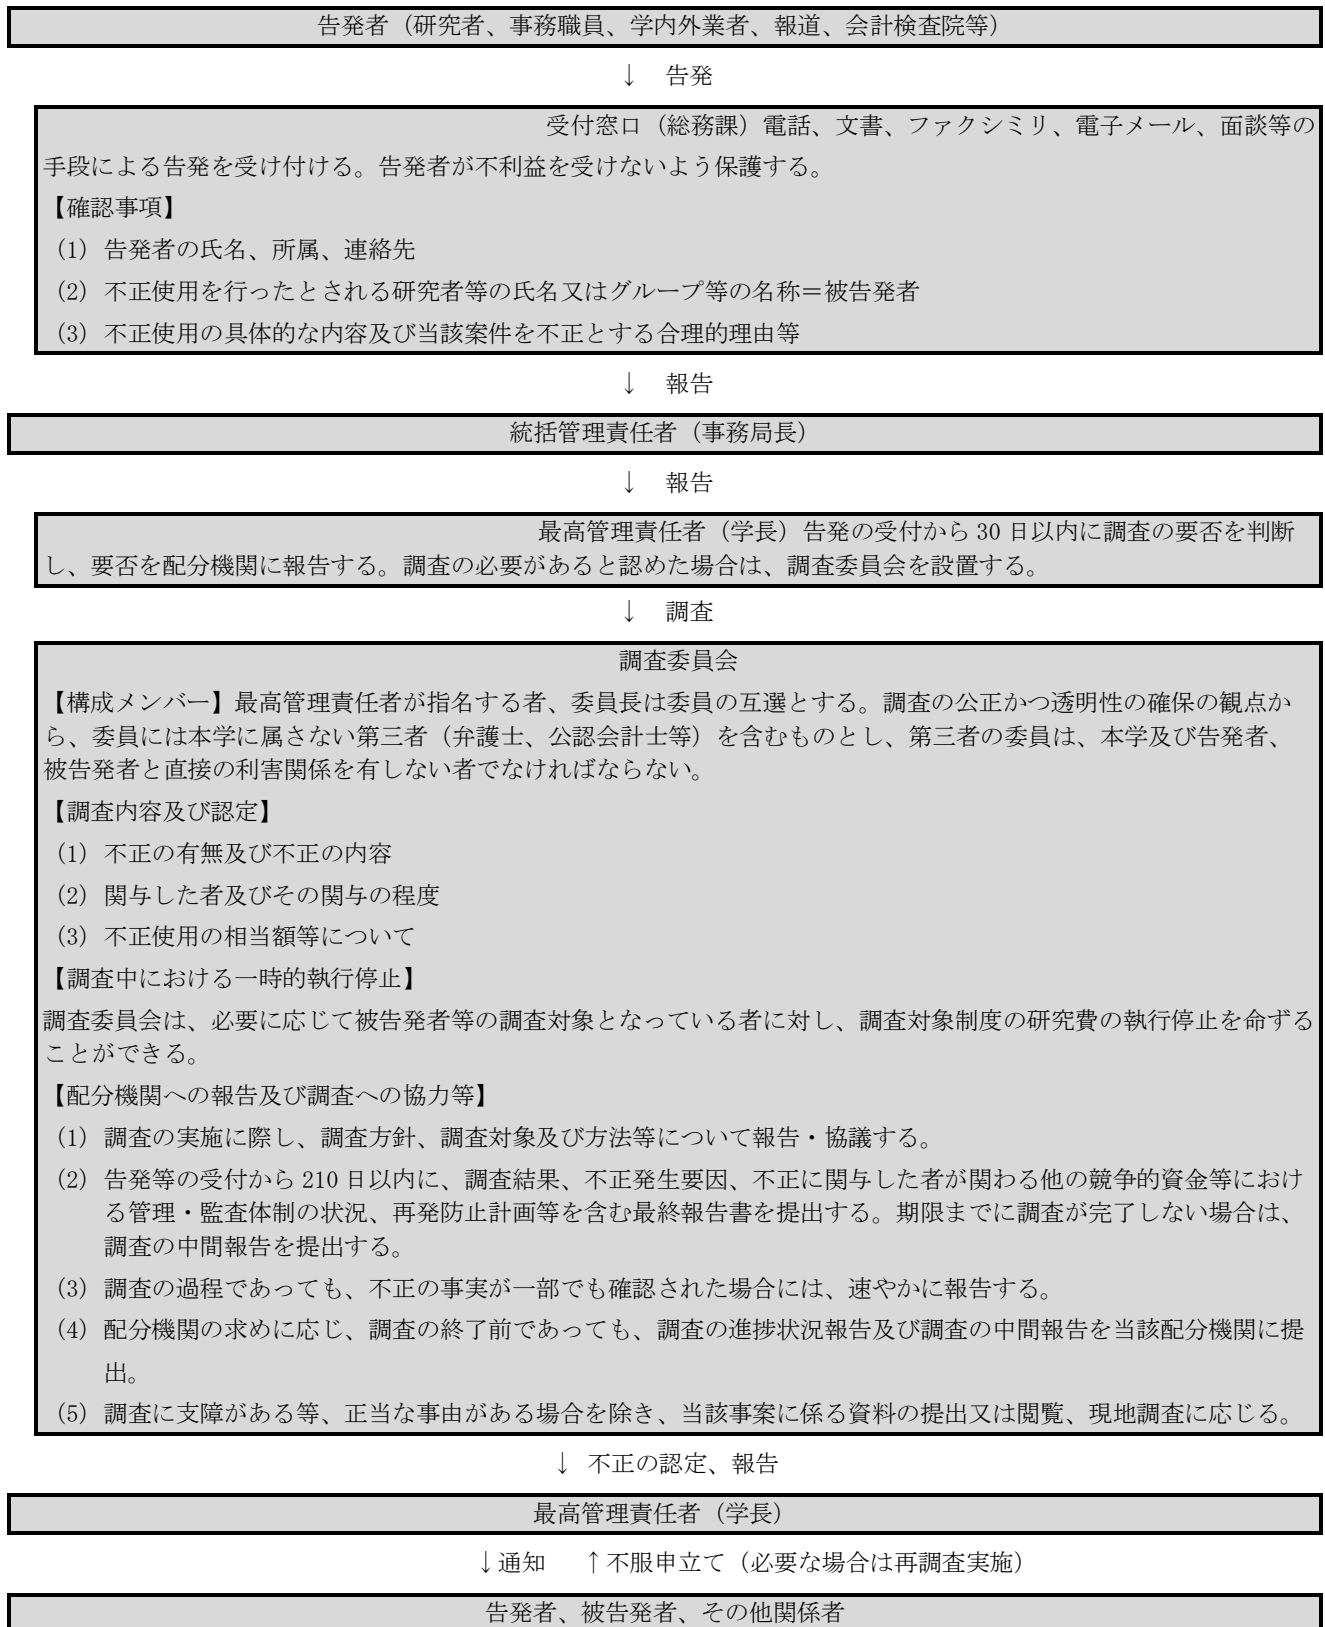 告発者（研究者、事務職員、学内外業者、報道、会計検査院等）
↓　告発
受付窓口（総務課）電話、文書、ファクシミリ、電子メール、面談等の
手段による告発を受け付ける。告発者が不利益を受けないよう保護する。
【確認事項】
(1) 告発者の氏名、所属、連絡先
(2) 不正使用を行ったとされる研究者等の氏名又はグループ等の名称＝被告発者
(3) 不正使用の具体的な内容及び当該案件を不正とする合理的理由等
↓　報告
統括管理責任者（事務局長）
↓　報告
最高管理責任者（学長）告発の受付から 30 日以内に調査の要否を判断
し、要否を配分機関に報告する。調査の必要があると認めた場合は、調査委員会を設置する。
↓　調査
調査委員会
【構成メンバー】最高管理責任者が指名する者、委員長は委員の互選とする。調査の公正かつ透明性の確保の観点か
ら、委員には本学に属さない第三者（弁護士、公認会計士等）を含むものとし、第三者の委員は、本学及び告発者、
被告発者と直接の利害関係を有しない者でなければならない。
【調査内容及び認定】
(1) 不正の有無及び不正の内容
(2) 関与した者及びその関与の程度
(3) 不正使用の相当額等について
【調査中における一時的執行停止】
調査委員会は、必要に応じて被告発者等の調査対象となっている者に対し、調査対象制度の研究費の執行停止を命ずる
ことができる。
【配分機関への報告及び調査への協力等】
(1) 調査の実施に際し、調査方針、調査対象及び方法等について報告・協議する。
(2) 告発等の受付から 210 日以内に、調査結果、不正発生要因、不正に関与した者が関わる他の競争的資金等におけ
る管理・監査体制の状況、再発防止計画等を含む最終報告書を提出する。期限までに調査が完了しない場合は、
調査の中間報告を提出する。
(3) 調査の過程であっても、不正の事実が一部でも確認された場合には、速やかに報告する。
(4) 配分機関の求めに応じ、調査の終了前であっても、調査の進捗状況報告及び調査の中間報告を当該配分機関に提
出。
(5) 調査に支障がある等、正当な事由がある場合を除き、当該事案に係る資料の提出又は閲覧、現地調査に応じる。
↓ 不正の認定、報告
最高管理責任者（学長）
↓通知　↑不服申立て（必要な場合は再調査実施）
告発者、被告発者、その他関係者